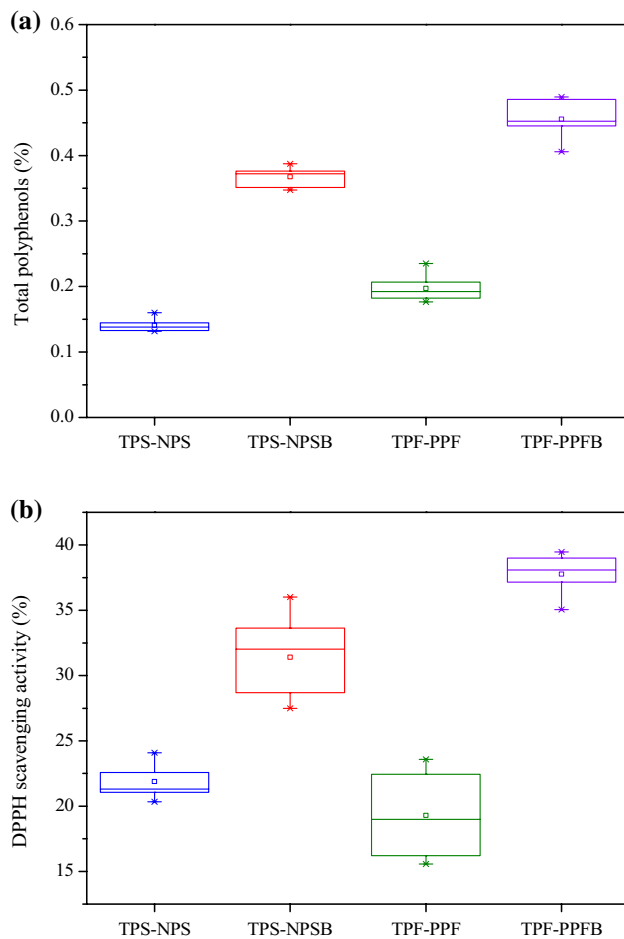 (a)
Total polyphenols (%)
0.6
0.5
0.4
0.3
0.2
0.1
0.0
TPS-NPS TPS-NPSB TPF-PPF TPF-PPFB
(b)
DPPH scavenging activity (%)
40
35
30
25
20
15
TPS-NPS TPS-NPSB TPF-PPF TPF-PPFB